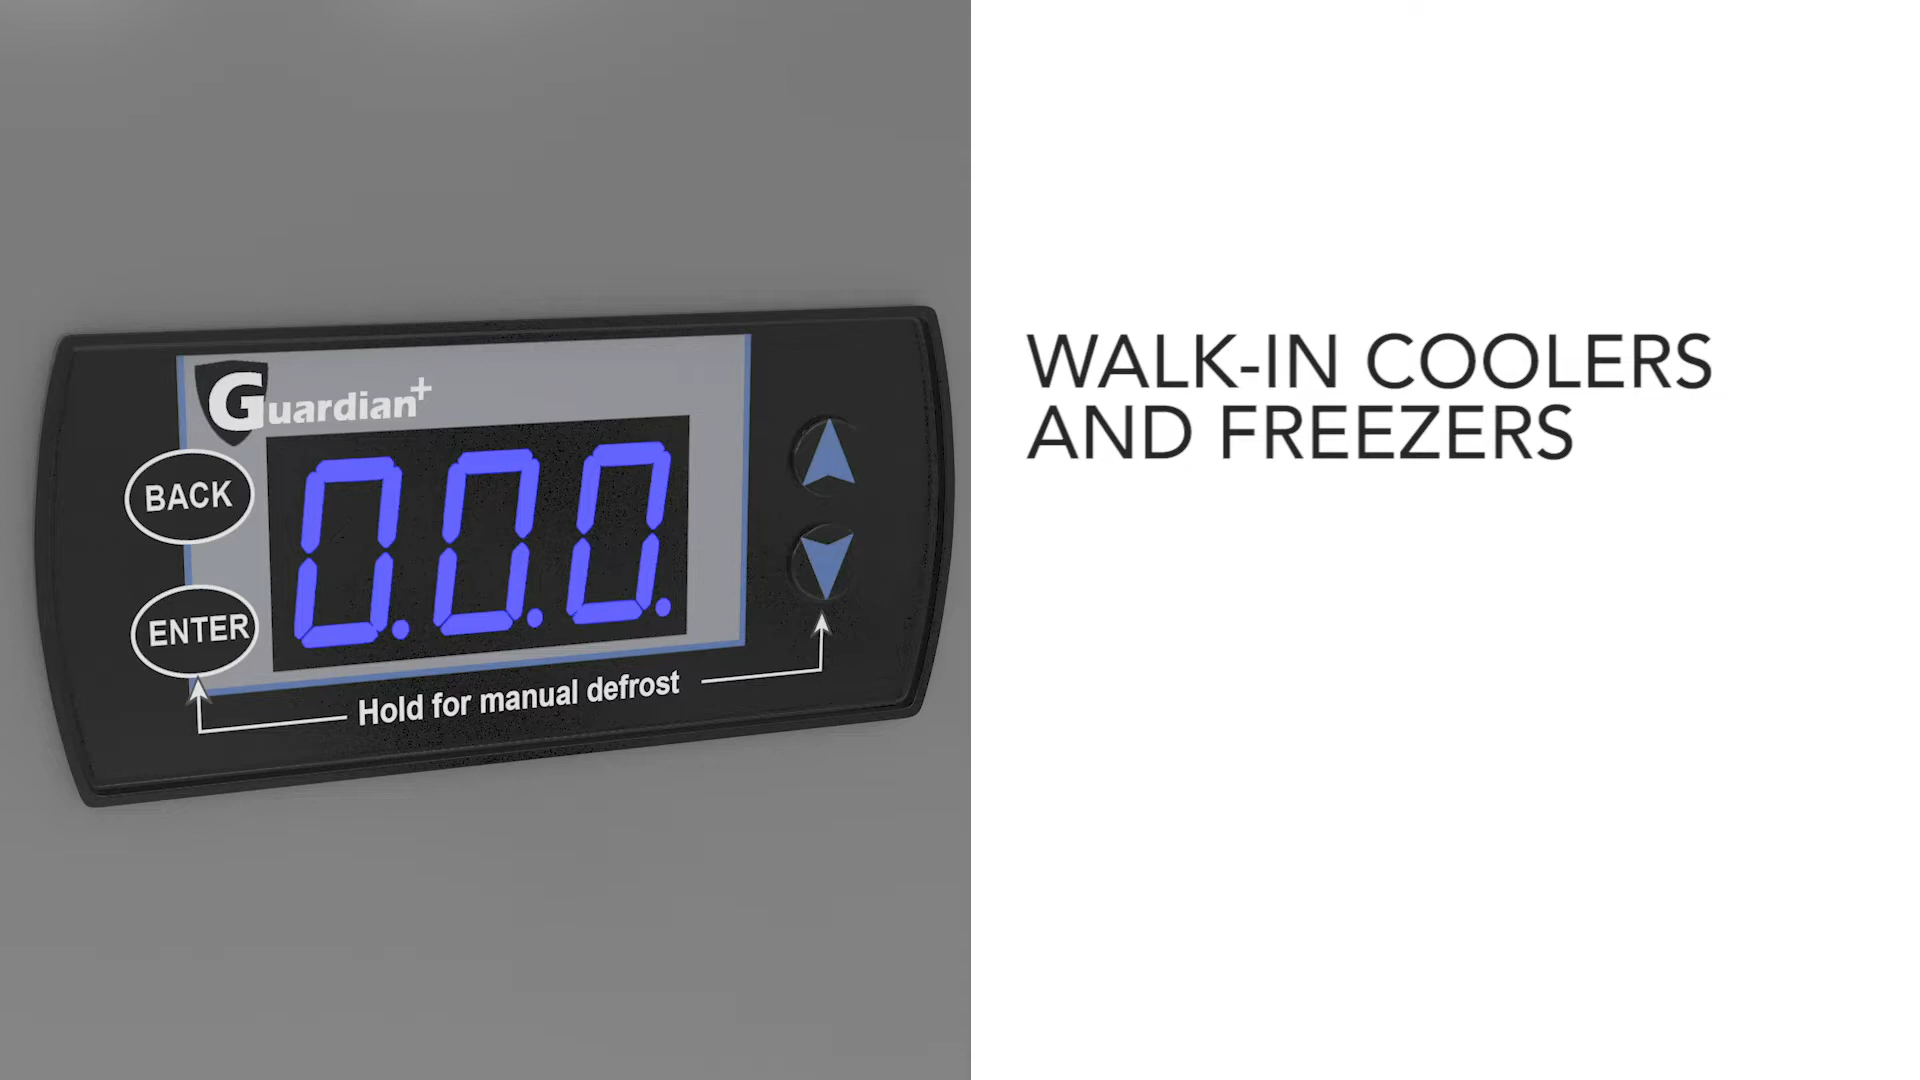 Guardian+
BACK
0.0.0.
ENTER
Hold for manual defrost
WALK-IN COOLERS
AND FREEZERS